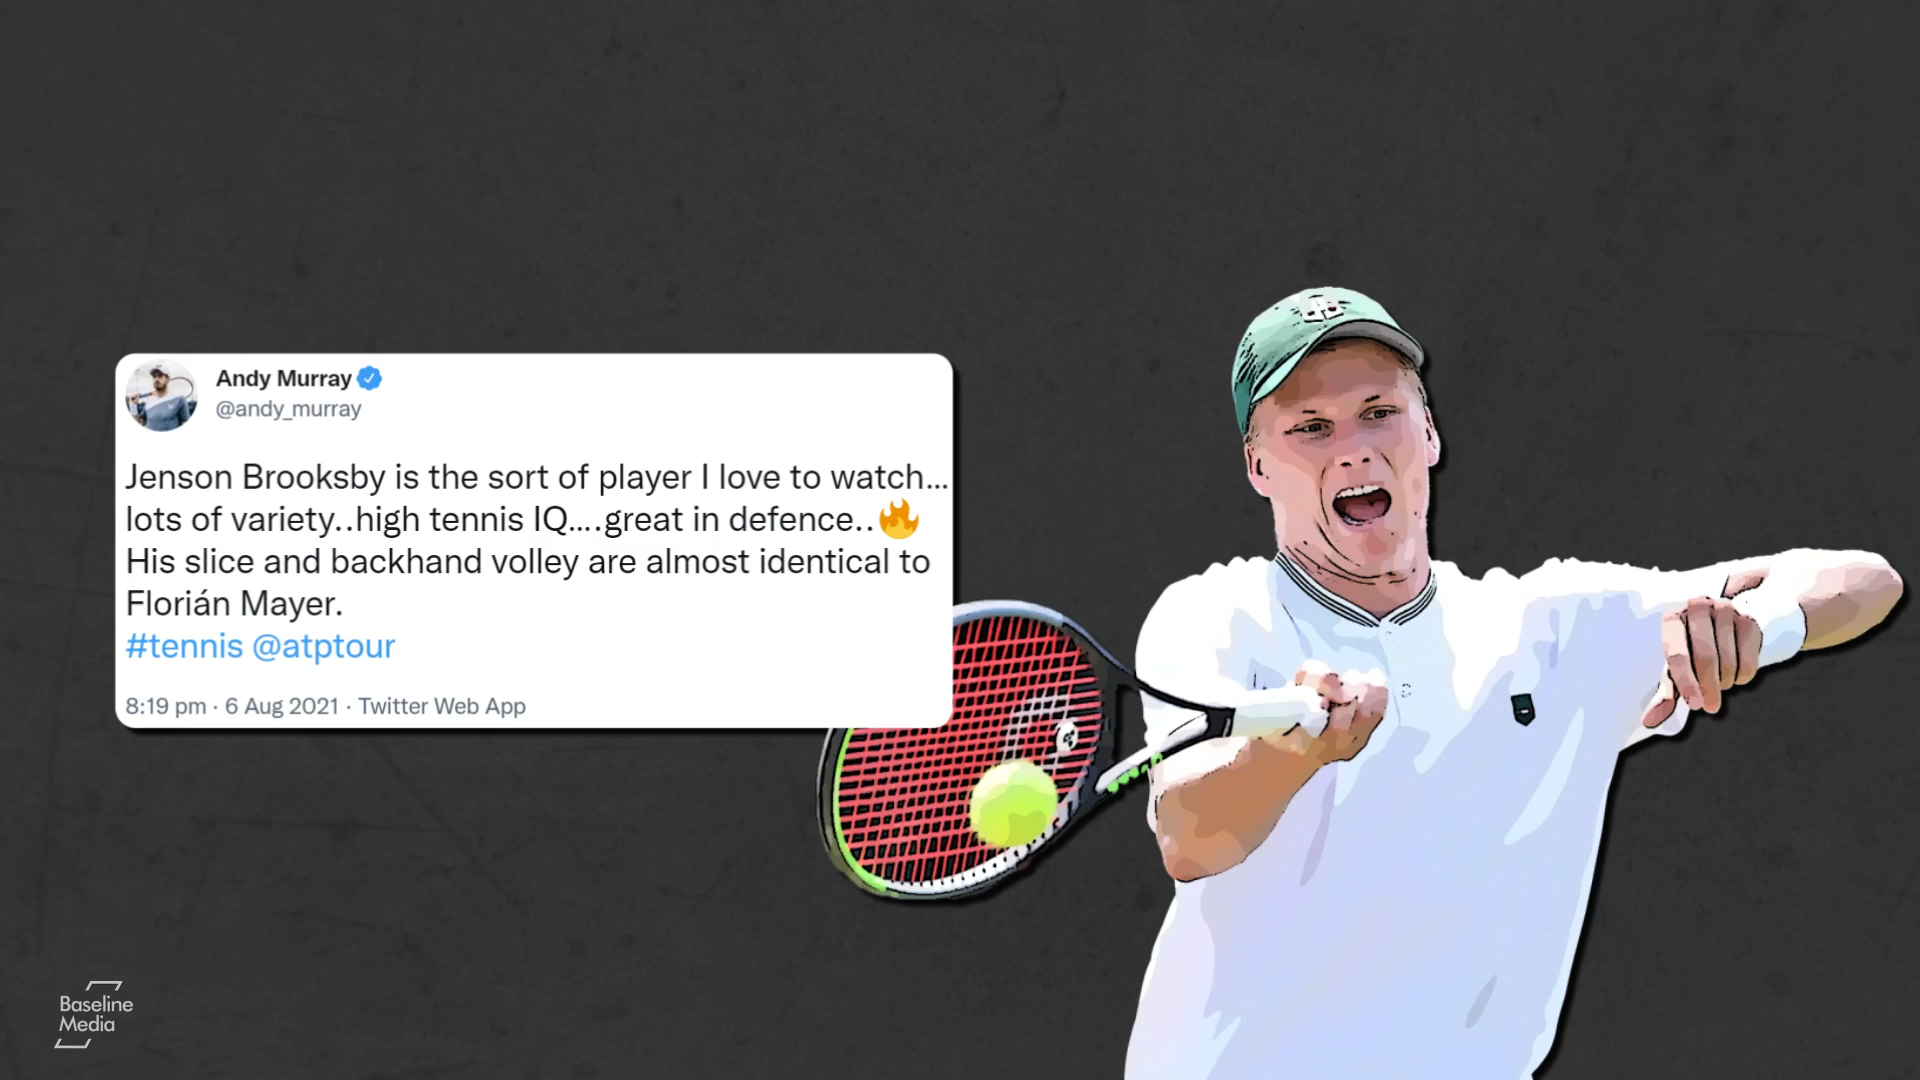 Andy Murray
@andy_murray
Jenson Brooksby is the sort of player I love to watch...
lots of variety..high tennis IQ....great in defence..🔥
His slice and backhand volley are almost identical to
Florián Mayer.
#tennis @atptour
8:19 pm · 6 Aug 2021 · Twitter Web App
Baseline
Media